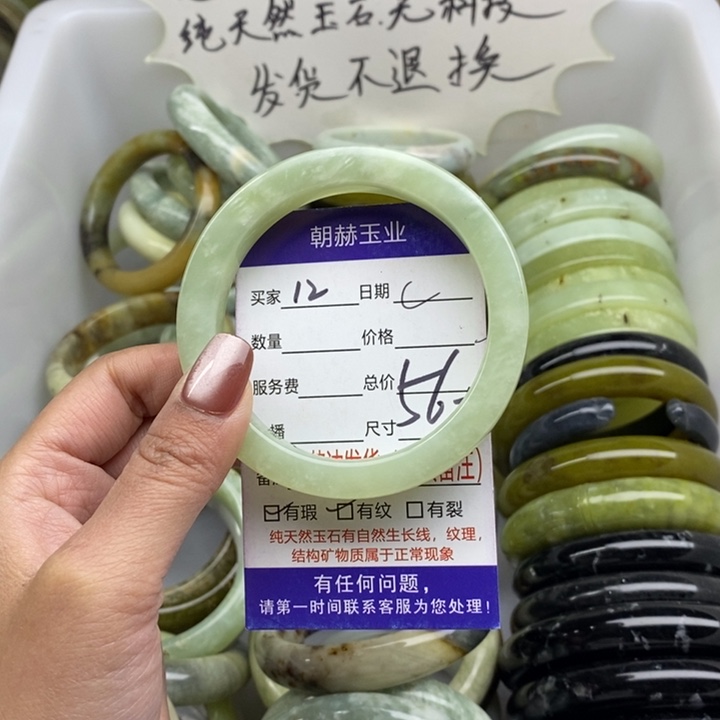 纯天然玉石.无科技
发货不退换
朝赫玉业
买家 12 日期
数量 价格
服务费 总价
播 尺寸 56-
备注)
☑有瑕 ☑有纹 ☐有裂
纯天然玉石有自然生长线，纹理，
结构矿物质属于正常现象
有任何问题，
请第一时间联系客服为您处理！